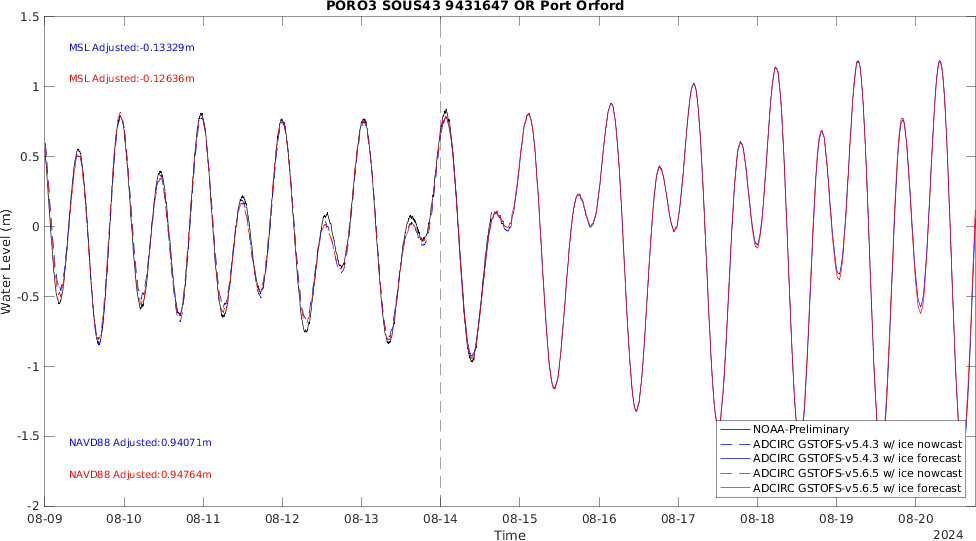 PORO3 SOUS43 9431647 OR Port Orford
MSL Adjusted:-0.13329m
MSL Adjusted:-0.12636m
NAVD88 Adjusted:0.94071m
NAVD88 Adjusted:0.94764m
Water Level (m)
1.5
1
0.5
0
-0.5
-1
-1.5
-2
NOAA-Preliminary
ADCIRC GSTOFS-v5.4.3 w/ ice nowcast
ADCIRC GSTOFS-v5.4.3 w/ ice forecast
ADCIRC GSTOFS-v5.6.5 w/ ice nowcast
ADCIRC GSTOFS-v5.6.5 w/ ice forecast
08-09 08-10 08-11 08-12 08-13 08-14 08-15 08-16 08-17 08-18 08-19 08-20
Time
2024